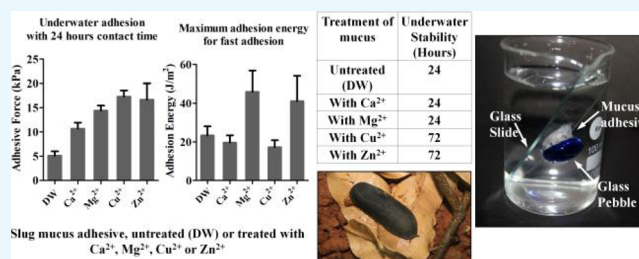 Underwater adhesion
with 24 hours contact time
Adhesive Force (kPa)
25
20
15
10
5
0
DW
Ca²⁺
Mg²⁺
Cu²⁺
Zn²⁺
Maximum adhesion energy
for fast adhesion
Adhesion Energy (J/m²)
60
40
20
0
DW
Ca²⁺
Mg²⁺
Cu²⁺
Zn²⁺
Slug mucus adhesive, untreated (DW) or treated with
Ca²⁺, Mg²⁺, Cu²⁺ or Zn²⁺
Treatment of mucus Underwater Stability (Hours)
Untreated (DW) 24
With Ca²⁺ 24
With Mg²⁺ 24
With Cu²⁺ 72
With Zn²⁺ 72
Glass
Slide
Mucus
adhesi
Glass
Pebble
100